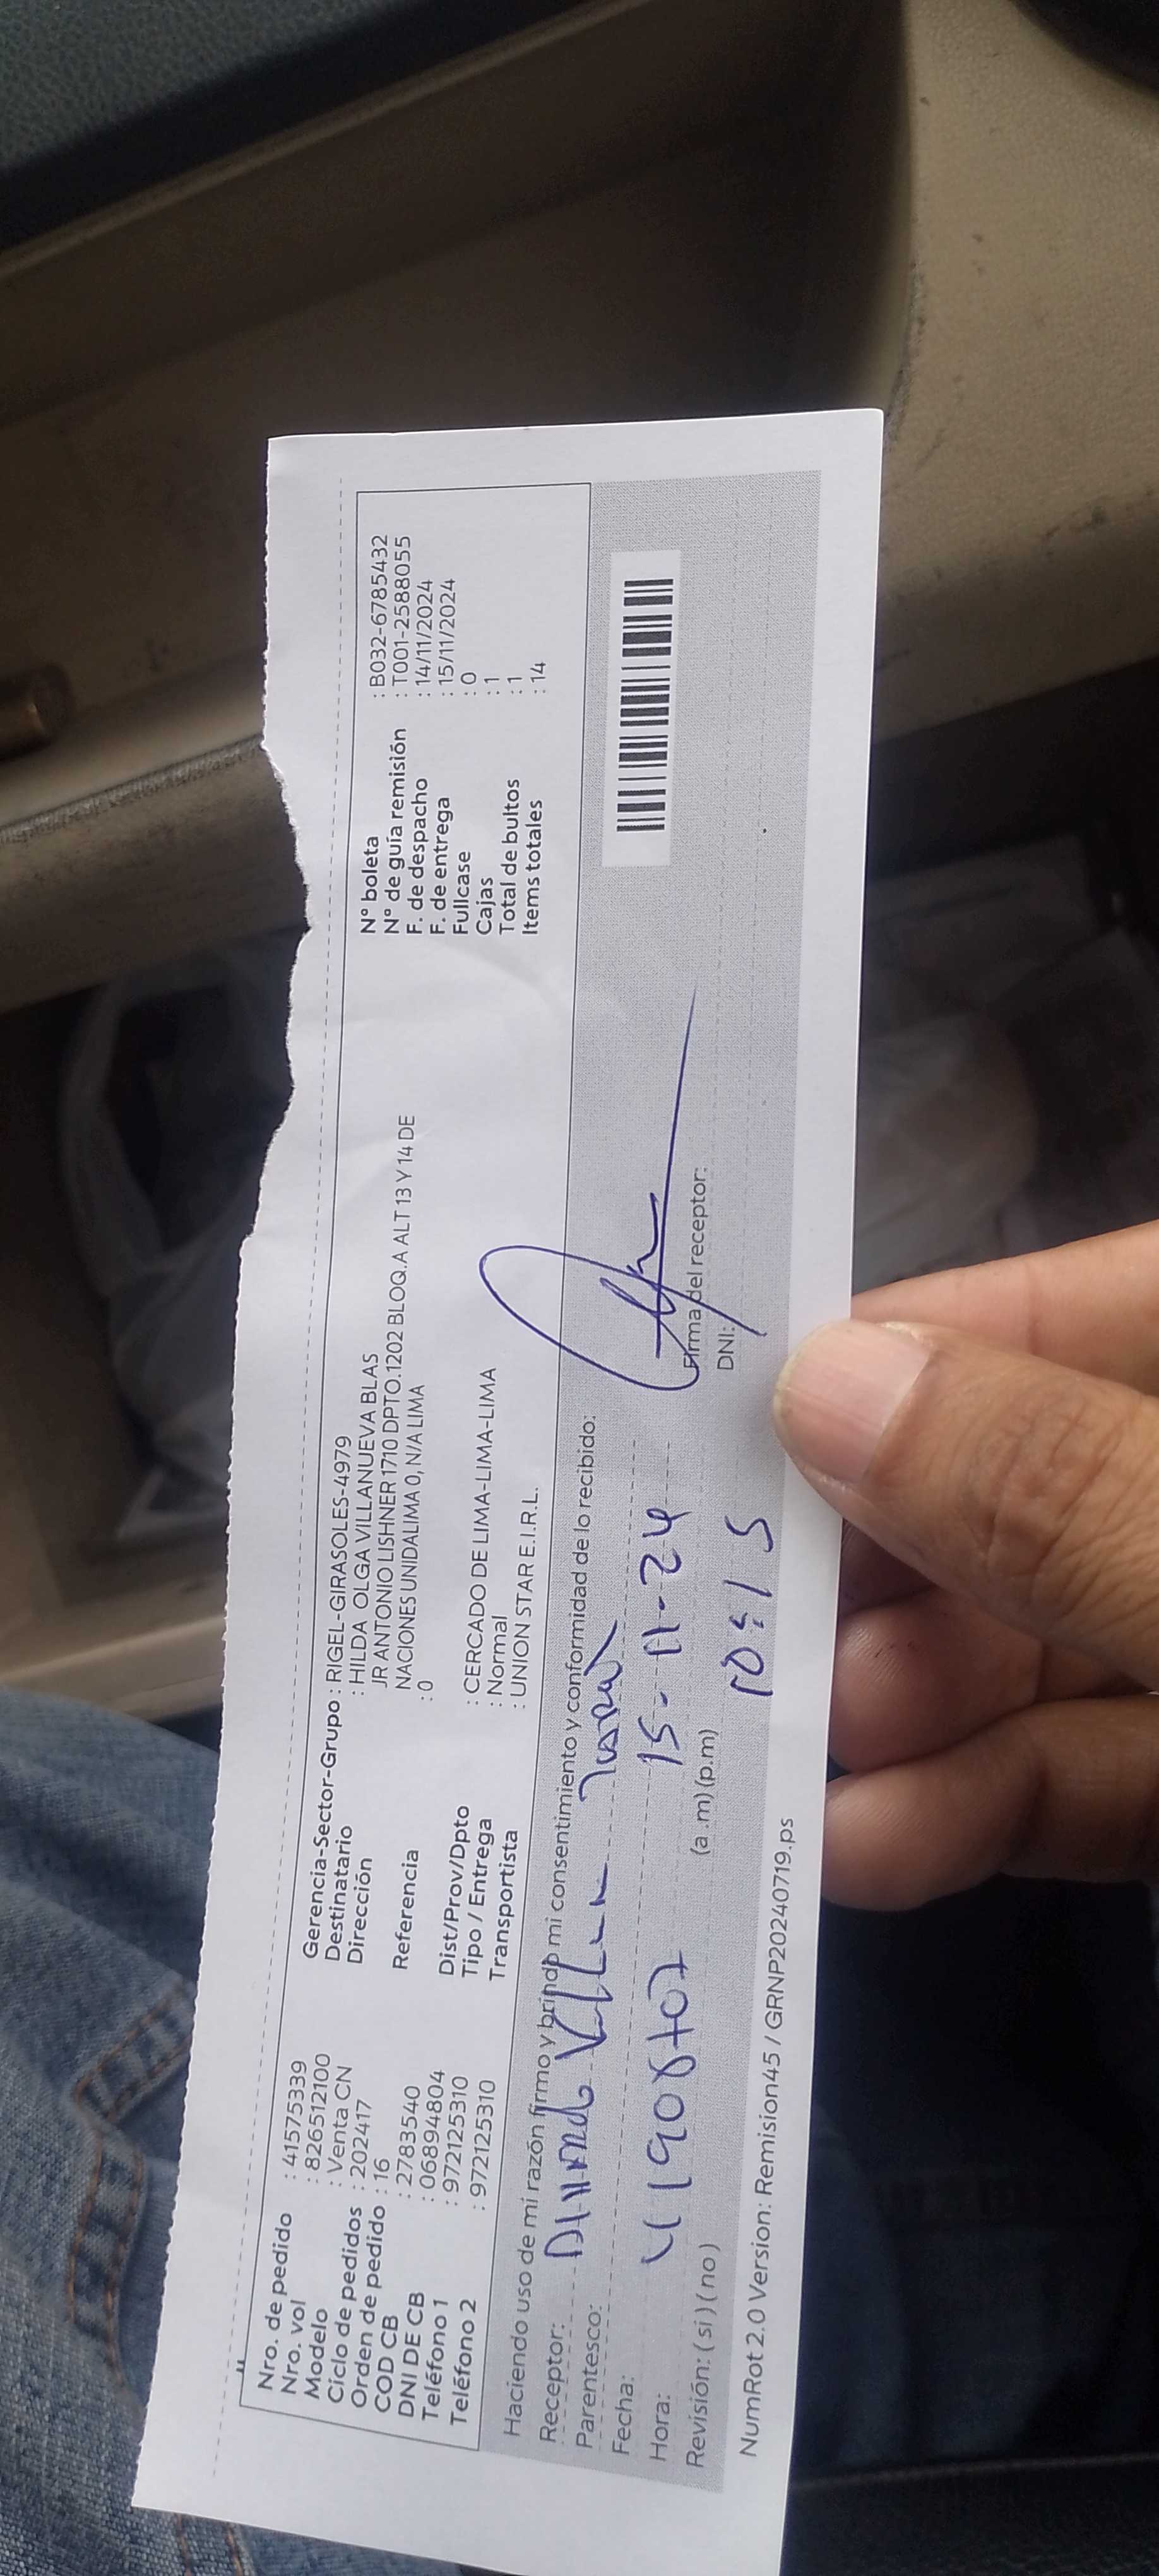 Nro. de pedido : 41575339
Nro. vol : 826512100
Modelo : Venta CN
Ciclo de pedidos : 202417
Orden de pedido : 16
COD CB : 2783540
DNI DE CB : 06894804
Teléfono 1 : 972125310
Teléfono 2 : 972125310
Gerencia-Sector-Grupo : RIGEL-GIRASOLES-4979
Destinatario : HILDA OLGA VILLANUEVA BLAS
Dirección JR ANTONIO LISHNER 1710 DPTO.1202 BLOQ.A ALT 13 Y 14 DE
NACIONES UNIDALIMA 0, N/A LIMA
Referencia : 0
Dist/Prov/Dpto : CERCADO DE LIMA-LIMA-LIMA
Tipo / Entrega : Normal
Transportista : UNION STAR E.I.R.L.
N° boleta : B032-6785432
N° de guía remisión : T001-2588055
F. de despacho : 14/11/2024
F. de entrega : 15/11/2024
Fullcase : 0
Cajas : 1
Total de bultos : 1
Items totales : 14
Haciendo uso de mi razón firmo y brindo mi consentimiento y conformidad de lo recibido:
Receptor:
Parentesco:
Fecha: 15-11-24
Hora: (a .m) (p.m) 10:15
Revisión: ( si ) ( no )
Firma del receptor:
DNI:
NumRot 2.0 Version: Remision45 / GRNP20240719.ps